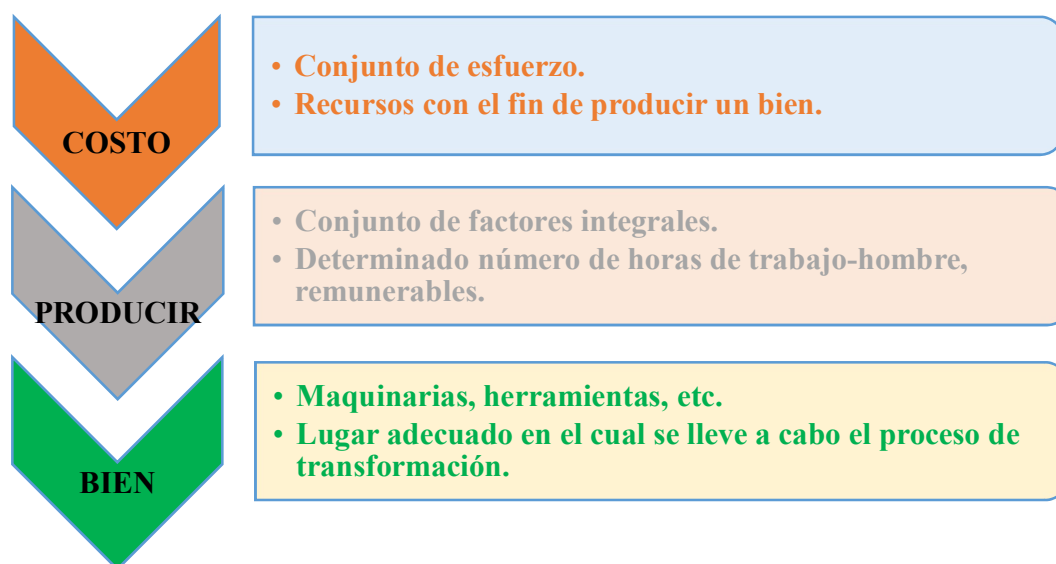 COSTO
• Conjunto de esfuerzo.
• Recursos con el fin de producir un bien.
PRODUCIR
• Conjunto de factores integrales.
• Determinado número de horas de trabajo-hombre,
remunerables.
BIEN
• Maquinarias, herramientas, etc.
• Lugar adecuado en el cual se lleve a cabo el proceso de
transformación.